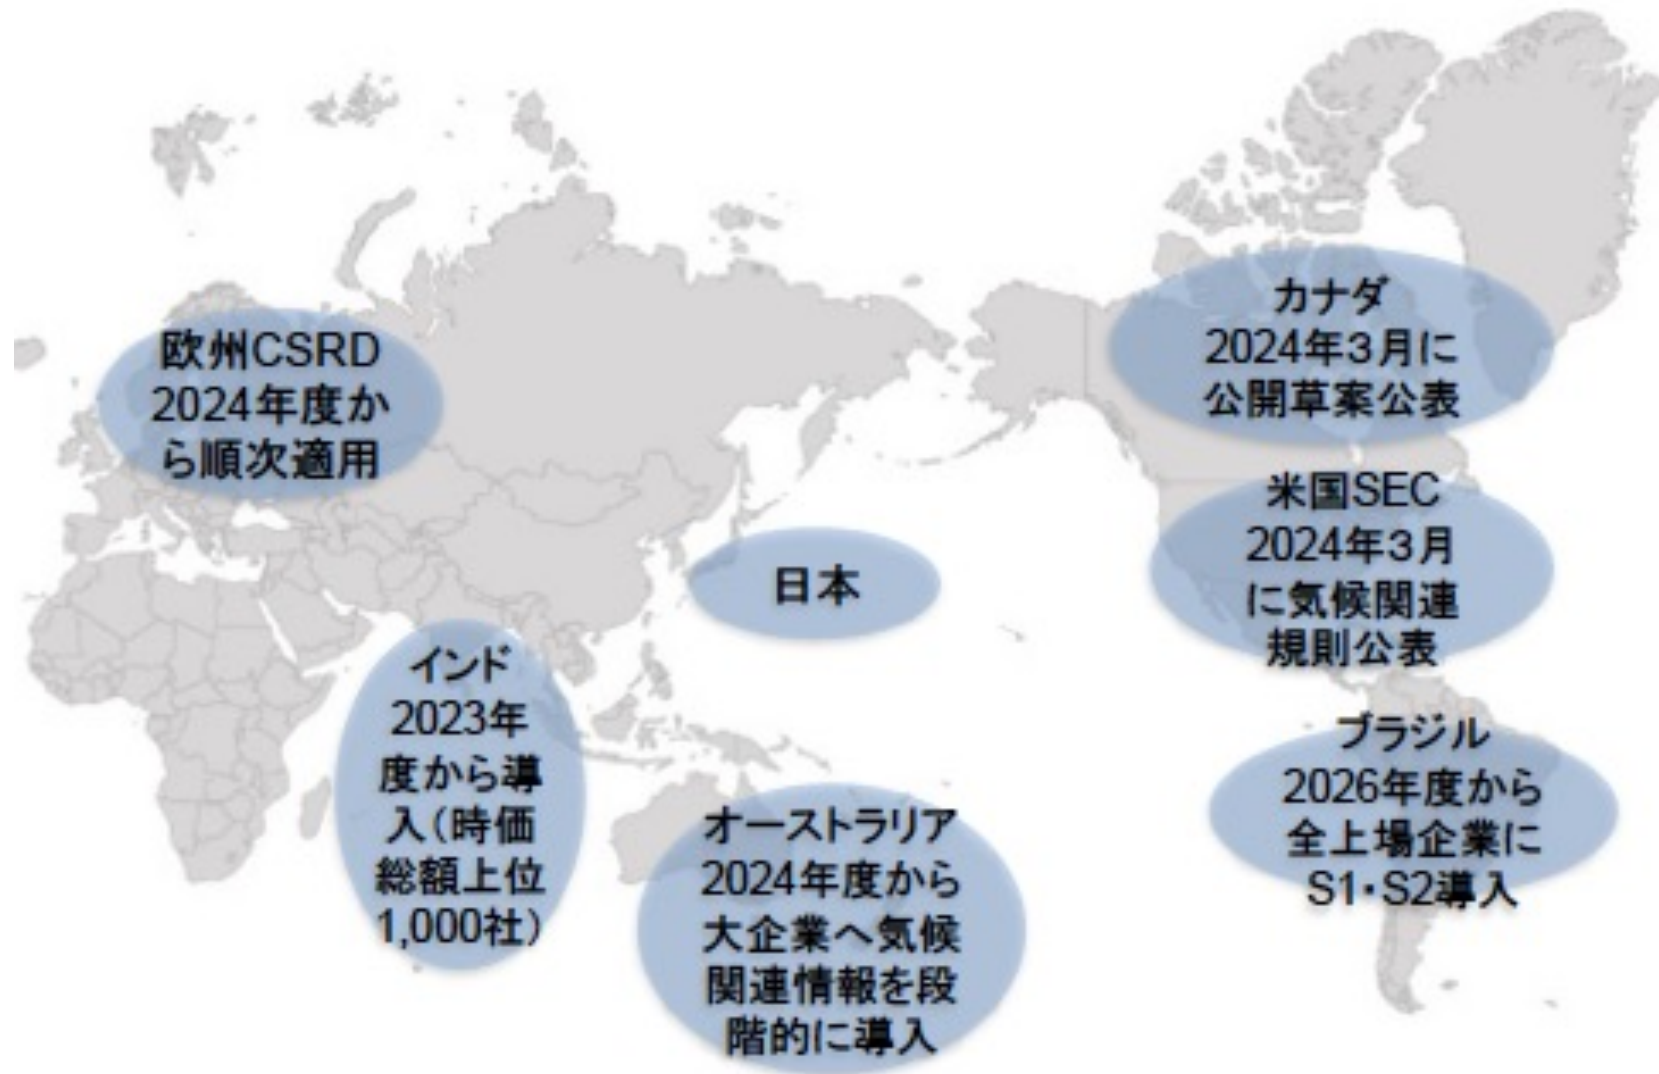 欧州CSRD
2024年度か
ら順次適用
カナダ
2024年3月に
公開草案公表
米国SEC
2024年3月
に気候関連
規則公表
日本
インド
2023年
度から導
入(時価
総額上位
1,000社)
オーストラリア
2024年度から
大企業へ気候
関連情報を段
階的に導入
ブラジル
2026年度から
全上場企業に
S1・S2導入